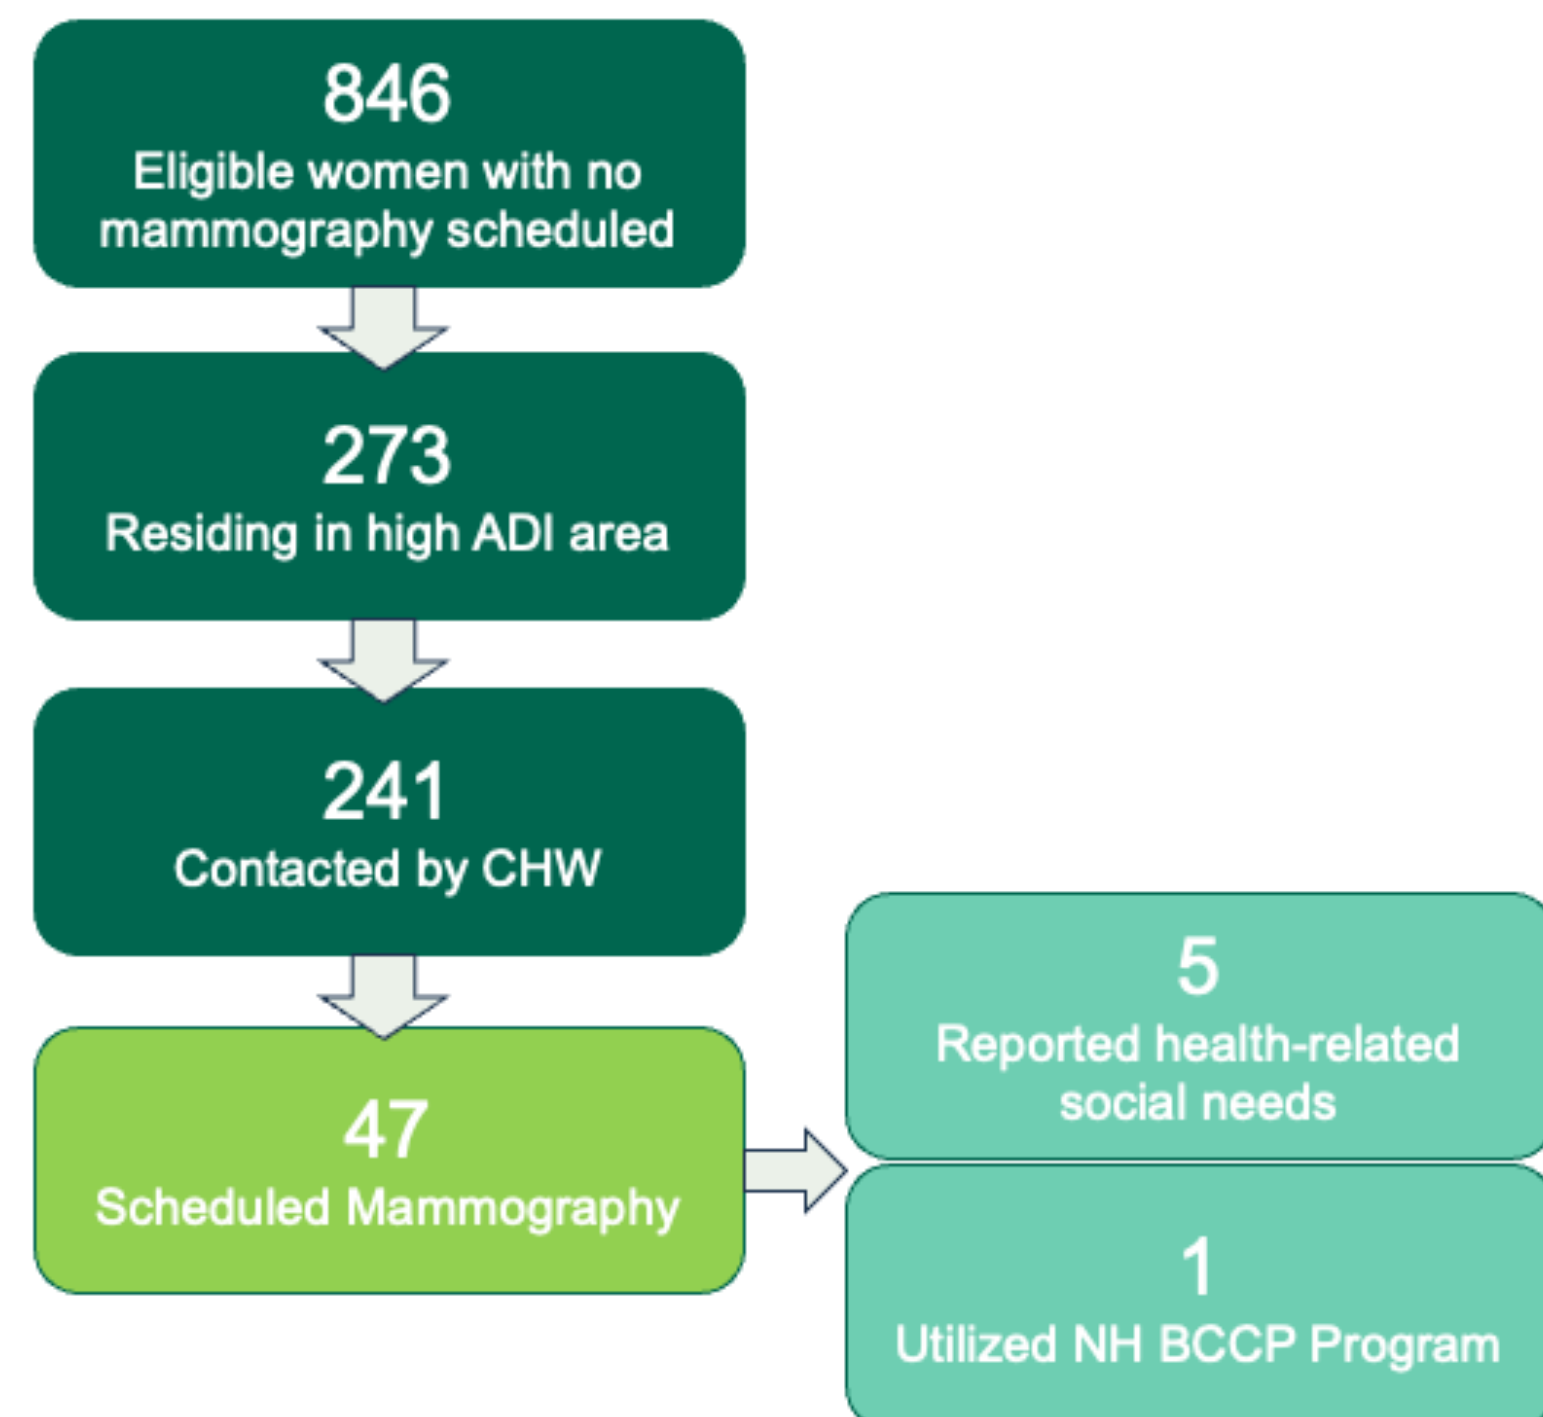 846
Eligible women with no
mammography scheduled
273
Residing in high ADI area
241
Contacted by CHW
47
Scheduled Mammography
5
Reported health-related
social needs
1
Utilized NH BCCP Program